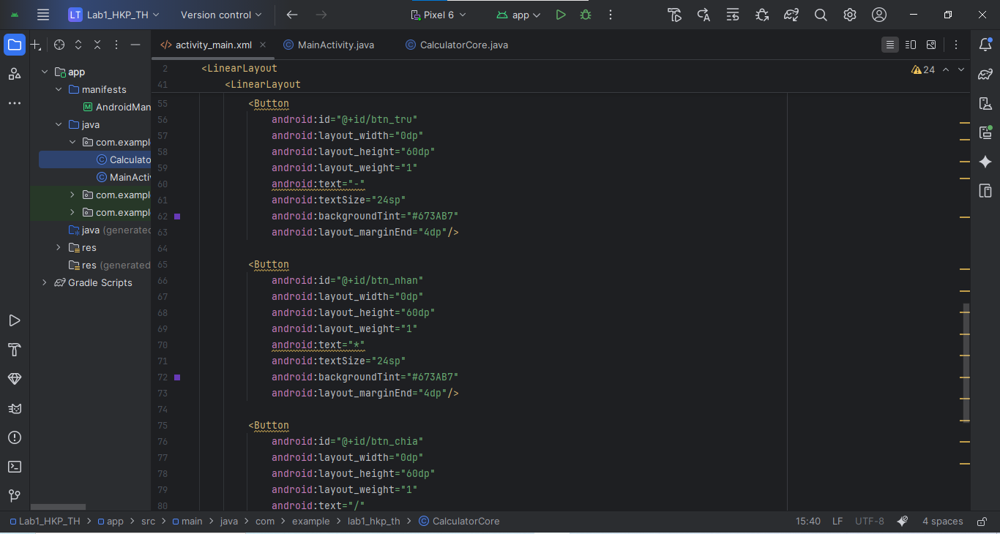 LT Lab1_HKP_TH Version control Pixel 6 app
activity_main.xml MainActivity.java CalculatorCore.java
app
manifests
AndroidMan
java
com.exampl
Calculato
MainActiv
com.exampl
com.exampl
java (generated
res
res (generated
Gradle Scripts
24
2 <LinearLayout
41 <LinearLayout
55 <Button
56 android:id="@+id/btn_tru"
57 android:layout_width="0dp"
58 android:layout_height="60dp"
59 android:layout_weight="1"
60 android:text="-"
61 android:textSize="24sp"
62 android:backgroundTint="#673AB7"
63 android:layout_marginEnd="4dp"/>
64
65 <Button
66 android:id="@+id/btn_nhan"
67 android:layout_width="0dp"
68 android:layout_height="60dp"
69 android:layout_weight="1"
70 android:text="*"
71 android:textSize="24sp"
72 android:backgroundTint="#673AB7"
73 android:layout_marginEnd="4dp"/>
74
75 <Button
76 android:id="@+id/btn_chia"
77 android:layout_width="0dp"
78 android:layout_height="60dp"
79 android:layout_weight="1"
80 android:text="/"
Lab1_HKP_TH > app > src > main > java > com > example > lab1_hkp_th > CalculatorCore 15:40 LF UTF-8 4 spaces